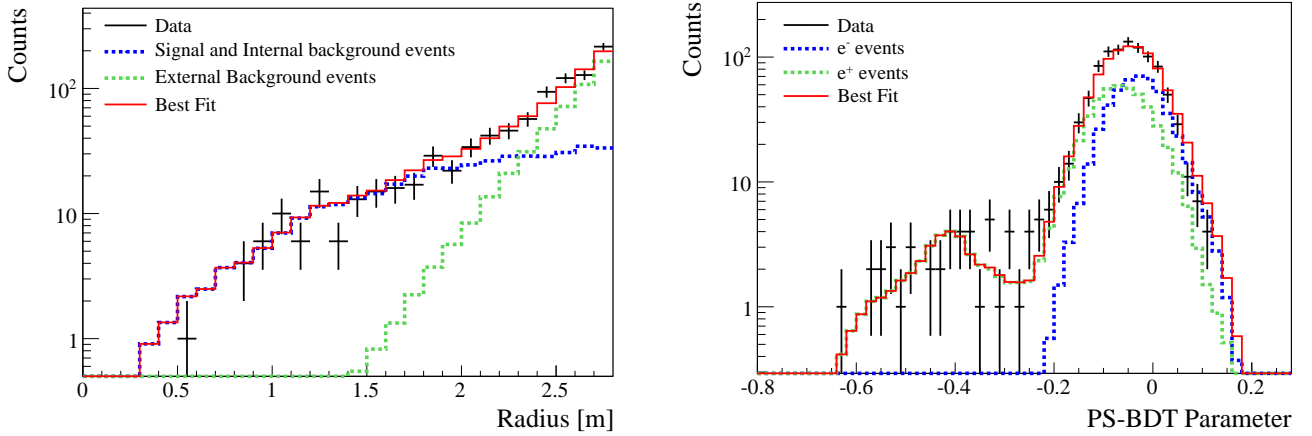 Counts
Data
Signal and Internal background events
External Background events
Best Fit
10²
10
1
0 0.5 1 1.5 2 2.5
Radius [m]
Counts
Data
e⁻ events
e⁺ events
Best Fit
10²
10
1
-0.8 -0.6 -0.4 -0.2 0 0.2
PS-BDT Parameter